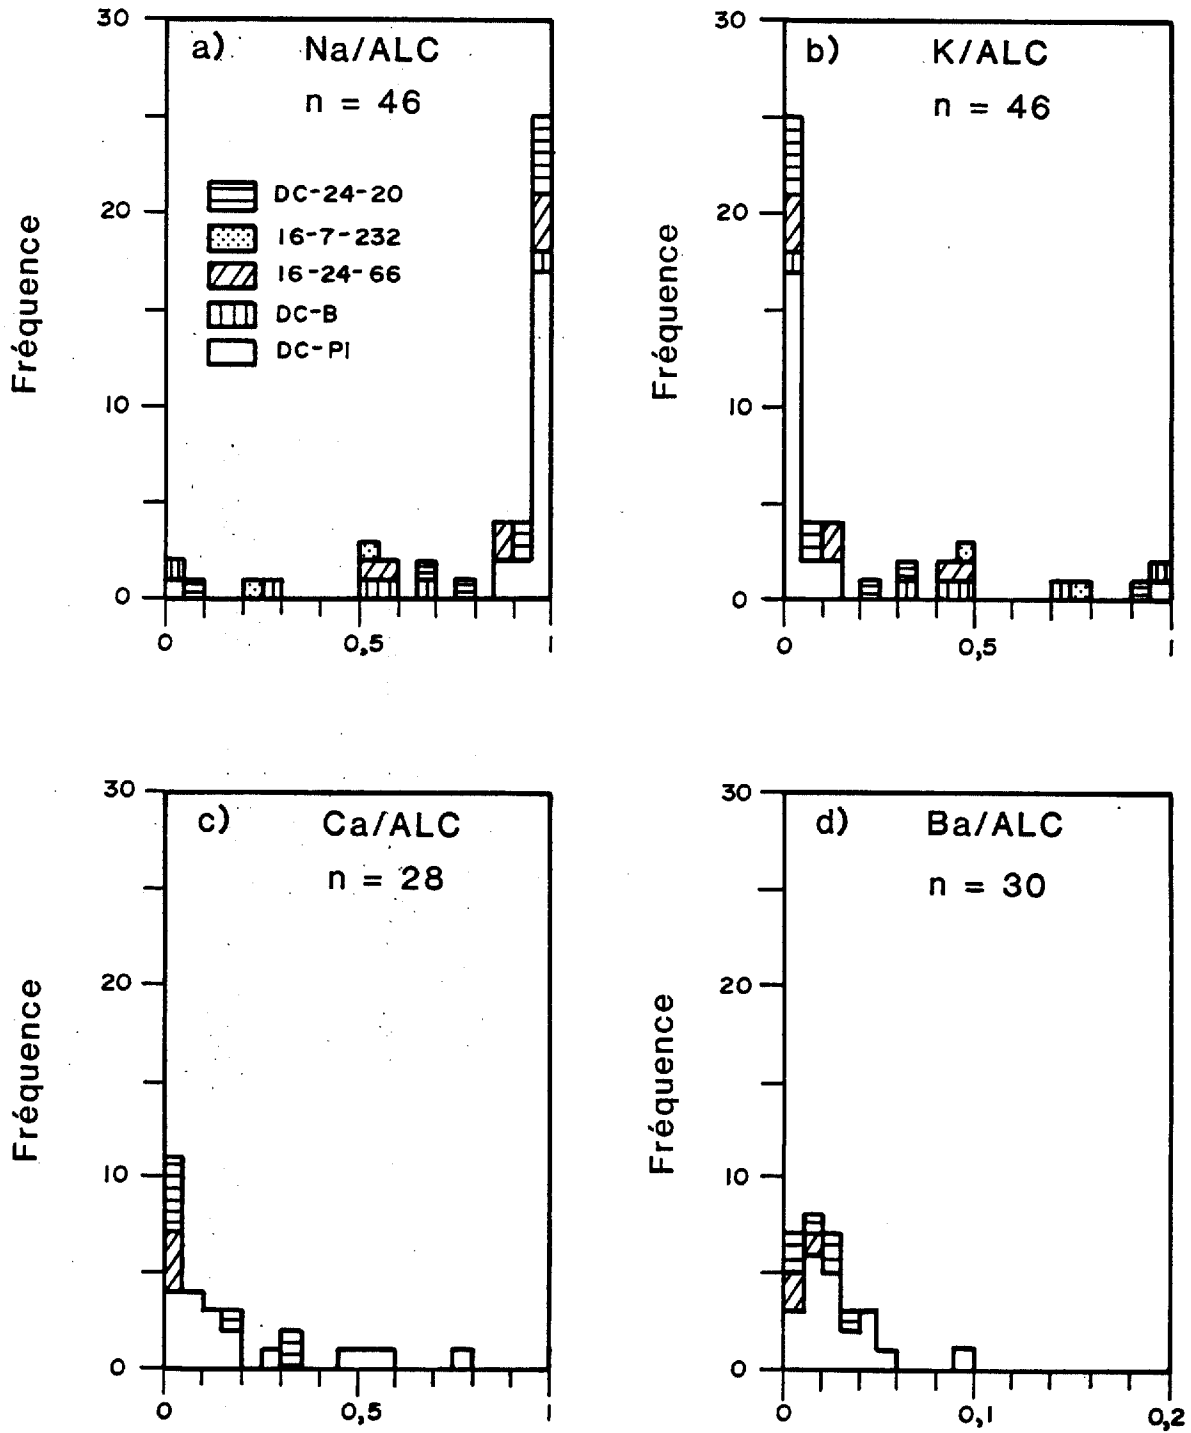 a) Na/ALC
n = 46
DC-24-20
16-7-232
16-24-66
DC-B
DC-PI
Fréquence
30
20
10
0
0 0,5 1
b) K/ALC
n = 46
Fréquence
30
20
10
0
0 0,5 1
c) Ca/ALC
n = 28
Fréquence
30
20
10
0
0 0,5 1
d) Ba/ALC
n = 30
Fréquence
30
20
10
0
0 0,1 0,2